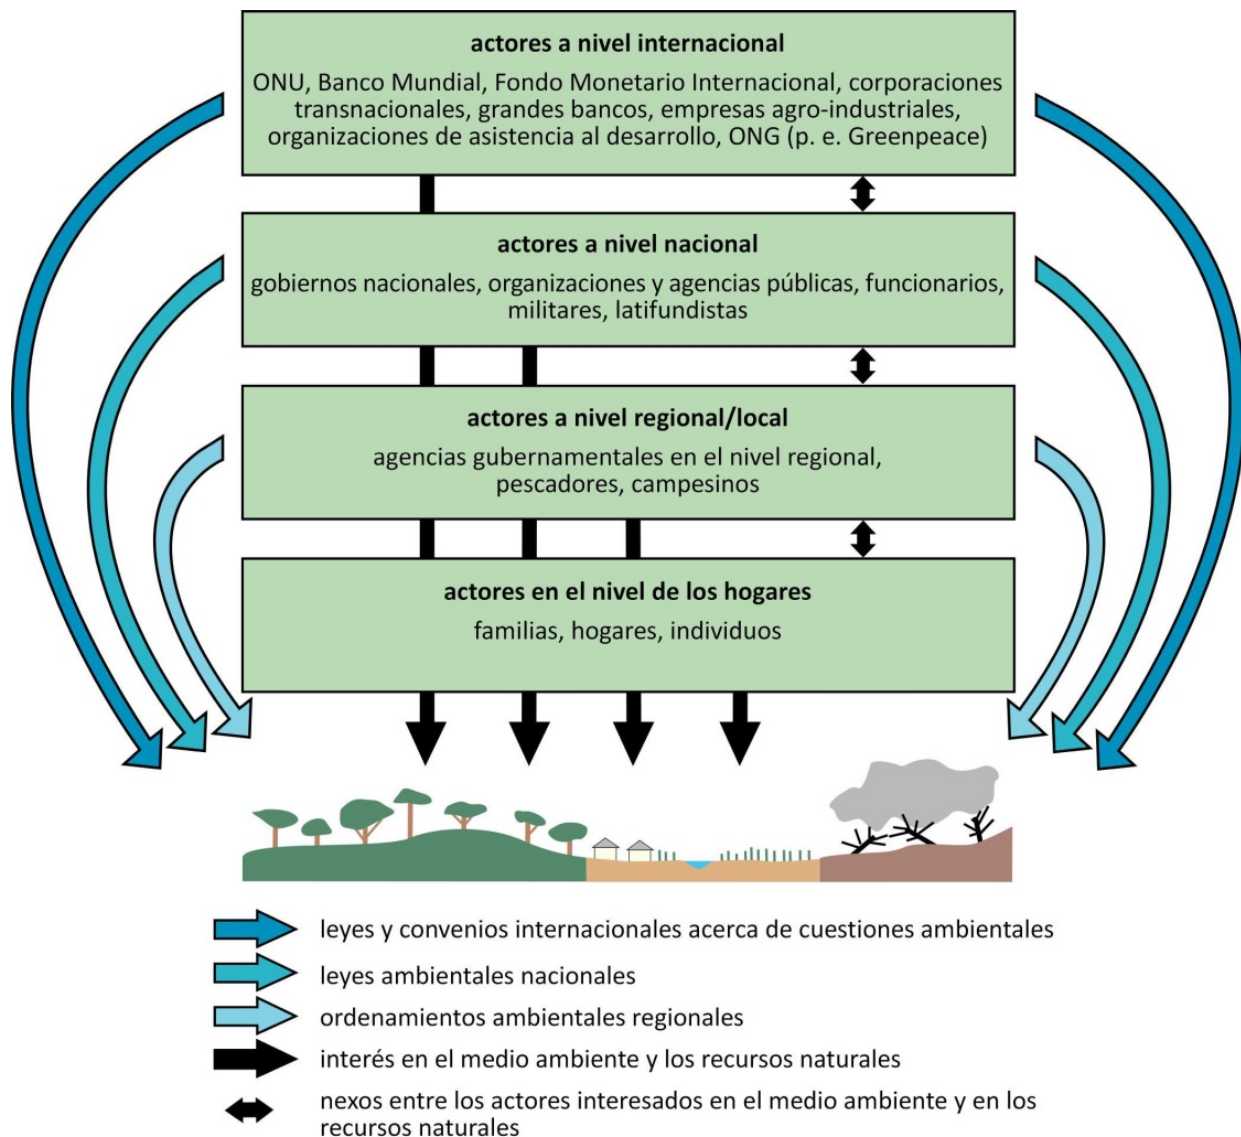 actores a nivel internacional
ONU, Banco Mundial, Fondo Monetario Internacional, corporaciones
transnacionales, grandes bancos, empresas agro-industriales,
organizaciones de asistencia al desarrollo, ONG (p. e. Greenpeace)
actores a nivel nacional
gobiernos nacionales, organizaciones y agencias públicas, funcionarios,
militares, latifundistas
actores a nivel regional/local
agencias gubernamentales en el nivel regional,
pescadores, campesinos
actores en el nivel de los hogares
familias, hogares, individuos
leyes y convenios internacionales acerca de cuestiones ambientales
leyes ambientales nacionales
ordenamientos ambientales regionales
interés en el medio ambiente y los recursos naturales
nexos entre los actores interesados en el medio ambiente y en los
recursos naturales